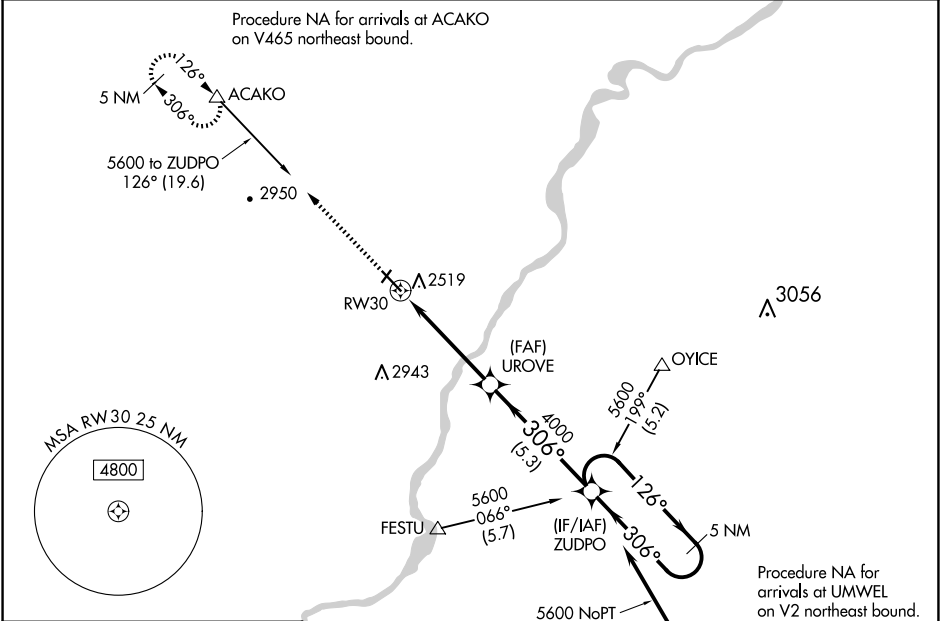 Procedure NA for arrivals at ACAKO
on V465 northeast bound.
126°
5 NM
306°
ACAKO
5600 to ZUDPO
126° (19.6)
2950
2519
RW30
3056
(FAF)
UROVE
2943
OYICE
5600
199°
(5.2)
4000
306°
(5.3)
MSA RW30 25 NM
4800
126°
5600
066°
(5.7)
FESTU
(IF/IAF)
ZUDPO
306°
5 NM
Procedure NA for
arrivals at UMWEL
on V2 northeast bound.
5600 NoPT